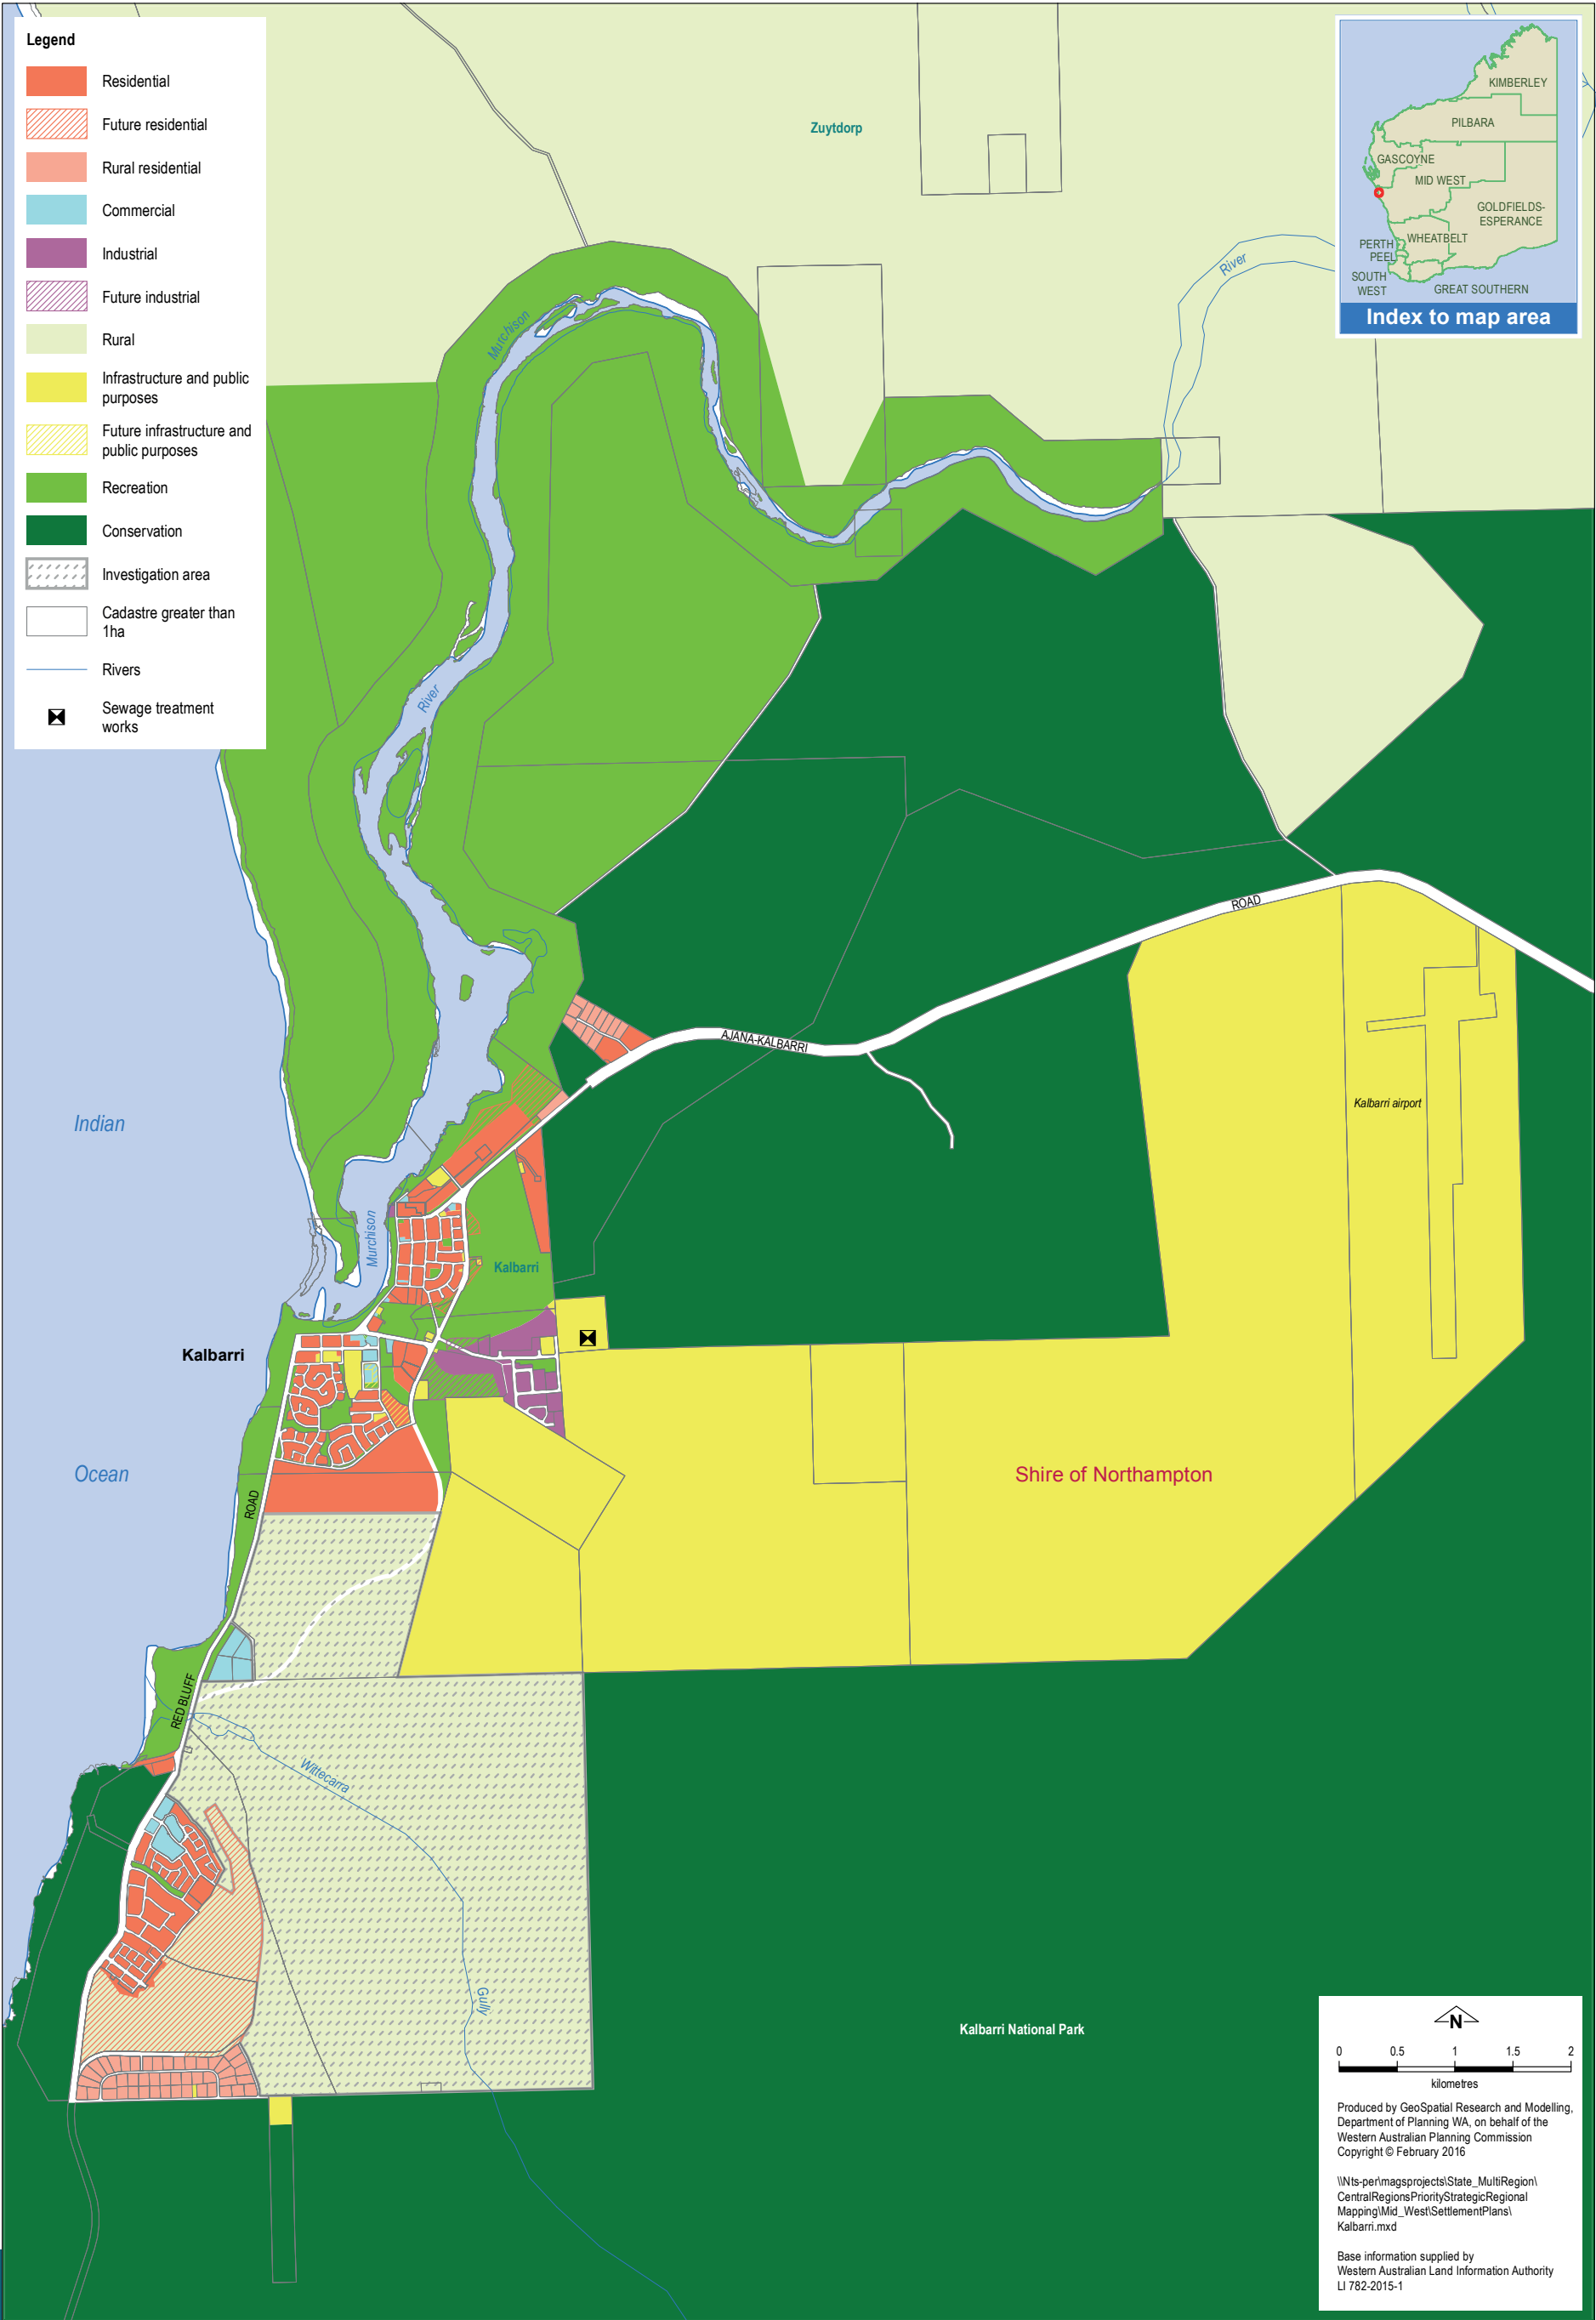 Legend
Residential
Future residential
Rural residential
Commercial
Industrial
Future industrial
Rural
Infrastructure and public
purposes
Future infrastructure and
public purposes
Recreation
Conservation
Investigation area
Cadastre greater than
1ha
Rivers
Sewage treatment
works
Zuytdorp
KIMBERLEY
PILBARA
GASCOYNE
MID WEST
GOLDFIELDS-
ESPERANCE
WHEATBELT
PERTH
PEEL
SOUTH
WEST
GREAT SOUTHERN
Index to map area
River
Murchison
River
ROAD
AJANA-KALBARRI
Kalbarri airport
Indian
Murchison
Kalbarri
Kalbarri
Ocean
ROAD
Shire of Northampton
RED BLUFF
Wittecarra
Gully
Kalbarri National Park
N
0 0.5 1 1.5 2
kilometres
Produced by GeoSpatial Research and Modelling,
Department of Planning WA, on behalf of the
Western Australian Planning Commission
Copyright © February 2016
\\Nts-per\magsprojects\State_MultiRegion\
CentralRegionsPriorityStrategicRegional
Mapping\Mid_West\SettlementPlans\
Kalbarri.mxd
Base information supplied by
Western Australian Land Information Authority
LI 782-2015-1